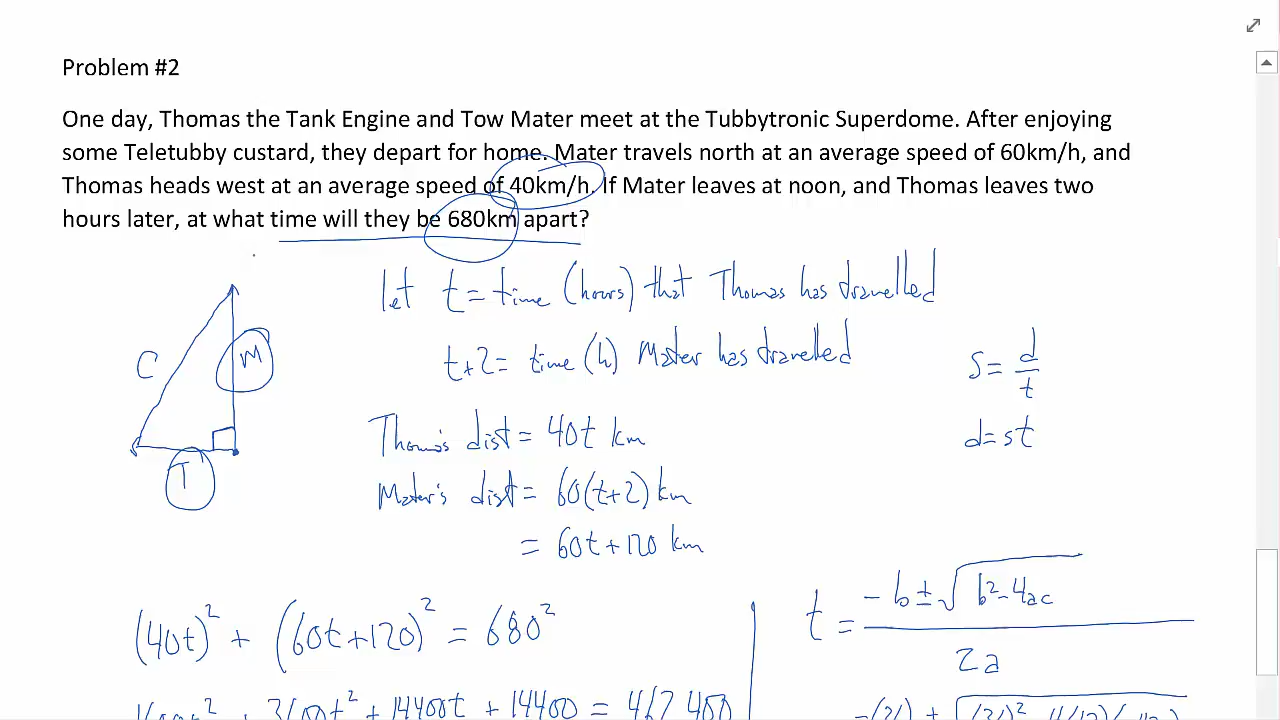 Problem #2
One day, Thomas the Tank Engine and Tow Mater meet at the Tubbytronic Superdome. After enjoying
some Teletubby custard, they depart for home. Mater travels north at an average speed of 60km/h, and
Thomas heads west at an average speed of 40km/h. If Mater leaves at noon, and Thomas leaves two
hours later, at what time will they be 680km apart?
let t = time (hours) that Thomas has travelled
t+2 = time (h) Mater has travelled
C
M
T
S = d/t
d = st
Thomas's dist = 40t km
Mater's dist = 60(t+2) km
= 60t + 120 km
(40t)² + (60t+120)² = 680²
t = (-b ± √(b²-4ac)) / 2a
+ 14400t + 14400 =